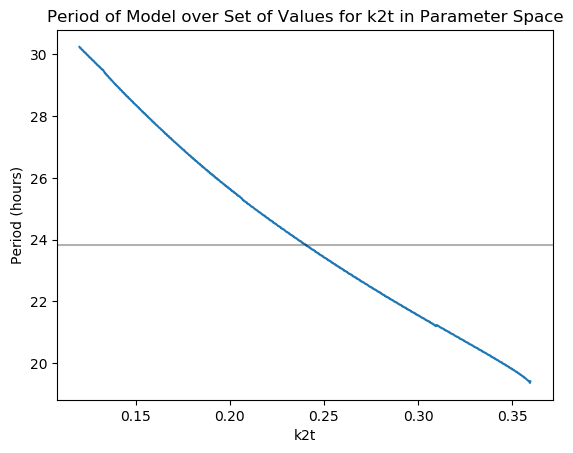 Period of Model over Set of Values for k2t in Parameter Space
Period (hours)
30
28
26
24
22
20
0.15 0.20 0.25 0.30 0.35
k2t